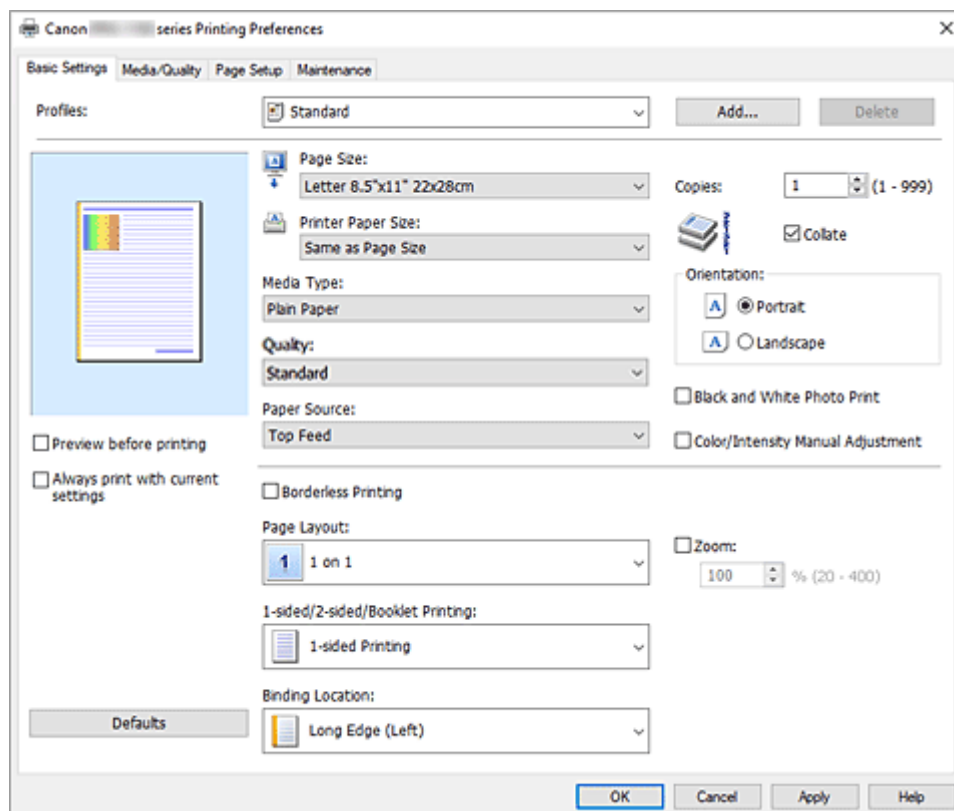 Canon series Printing Preferences
Basic Settings Media/Quality Page Setup Maintenance
Profiles: Standard Add... Delete
Page Size:
Letter 8.5"x11" 22x28cm
Copies: 1 (1 - 999)
Printer Paper Size:
Same as Page Size
Collate
Media Type:
Plain Paper
Orientation:
Portrait
Landscape
Quality:
Standard
Black and White Photo Print
Paper Source:
Top Feed
Color/Intensity Manual Adjustment
Preview before printing
Always print with current
settings
Borderless Printing
Page Layout:
1 1 on 1
Zoom:
100 % (20 - 400)
1-sided/2-sided/Booklet Printing:
1-sided Printing
Binding Location:
Long Edge (Left)
Defaults
OK Cancel Apply Help